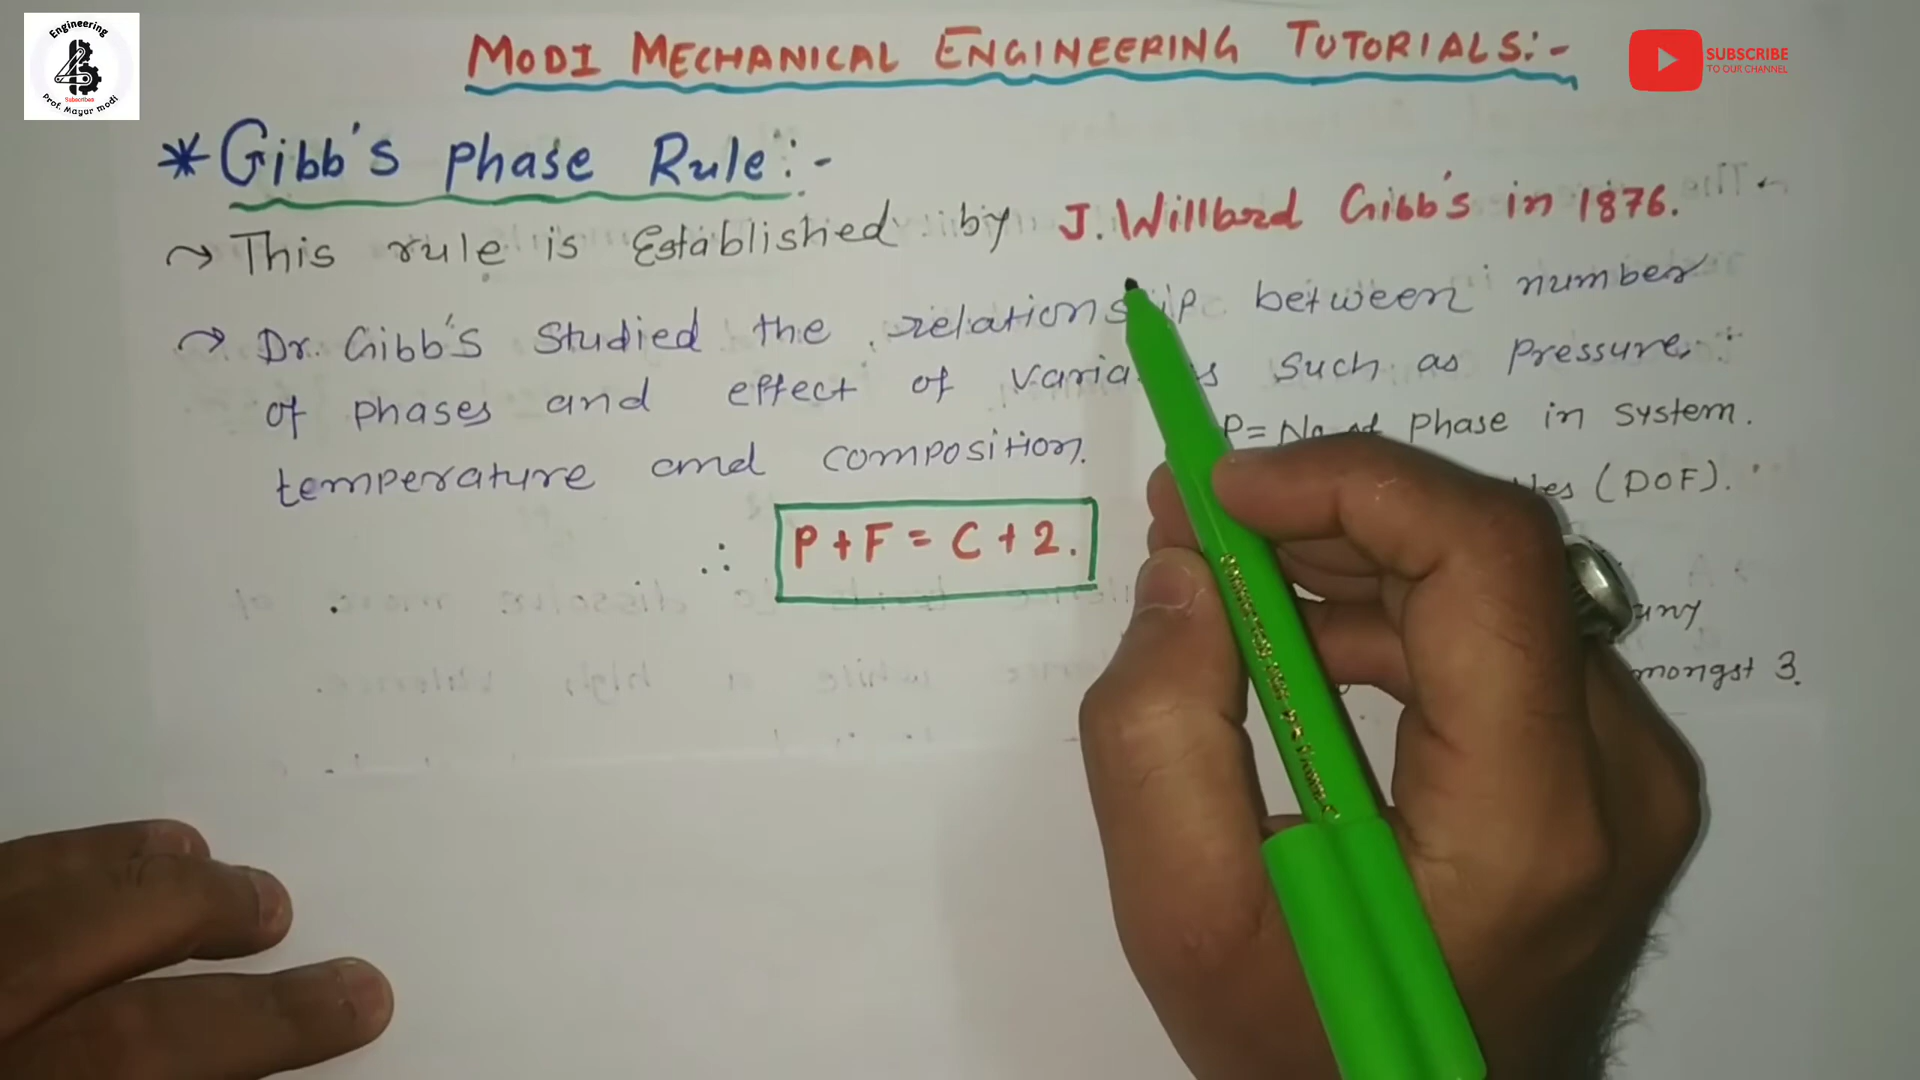 Engineering
Subscribes
Prof. Mayur modi
MODI MECHANICAL ENGINEERING TUTORIALS:-
SUBSCRIBE
TO OUR CHANNEL
* Gibb's phase Rule:-
→ This rule is Established by J. Willard Gibb's in 1876.
→ Dr. Gibb's Studied the relationship between number
of phases and effect of variables such as pressure,
temperature and composition.
P = No of phase in system.
(DOF).
∴ P + F = C + 2.
any
amongst 3.